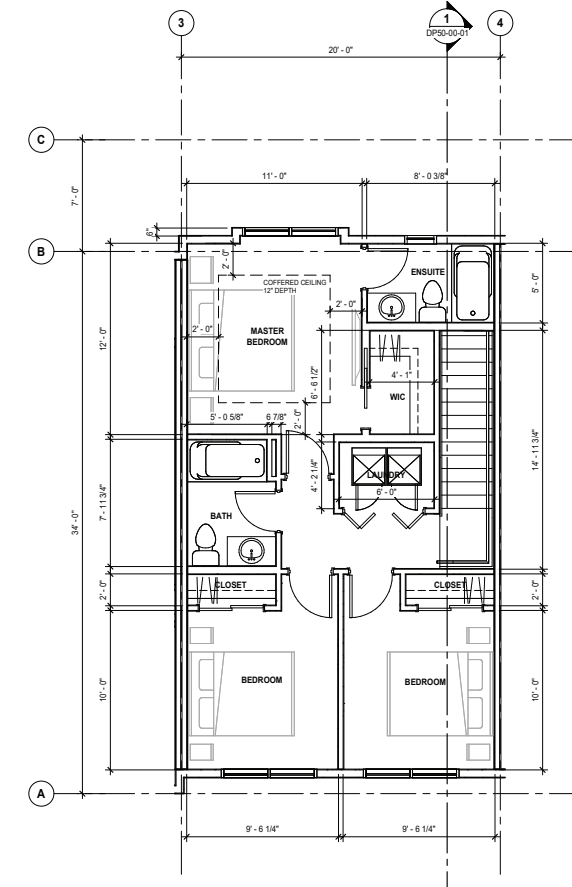 3
1
DP50-00-01
4
20' - 0"
C
7' - 0"
11' - 0"
8' - 0 3/8"
6"
B
2' - 0"
ENSUITE
COFFERED CEILING
12" DEPTH
5' - 0"
2' - 0"
2' - 0"
MASTER
BEDROOM
12' - 0"
6' - 6 1/2"
4' - 1"
WIC
2' - 0"
5' - 0 5/8"
6 7/8"
14' - 11 3/4"
4' - 2 1/4"
LAUNDRY
6' - 0"
7' - 11 3/4"
BATH
34' - 0"
2' - 0"
CLOSET
CLOSET
2' - 0"
10' - 0"
BEDROOM
BEDROOM
10' - 0"
A
9' - 6 1/4"
9' - 6 1/4"